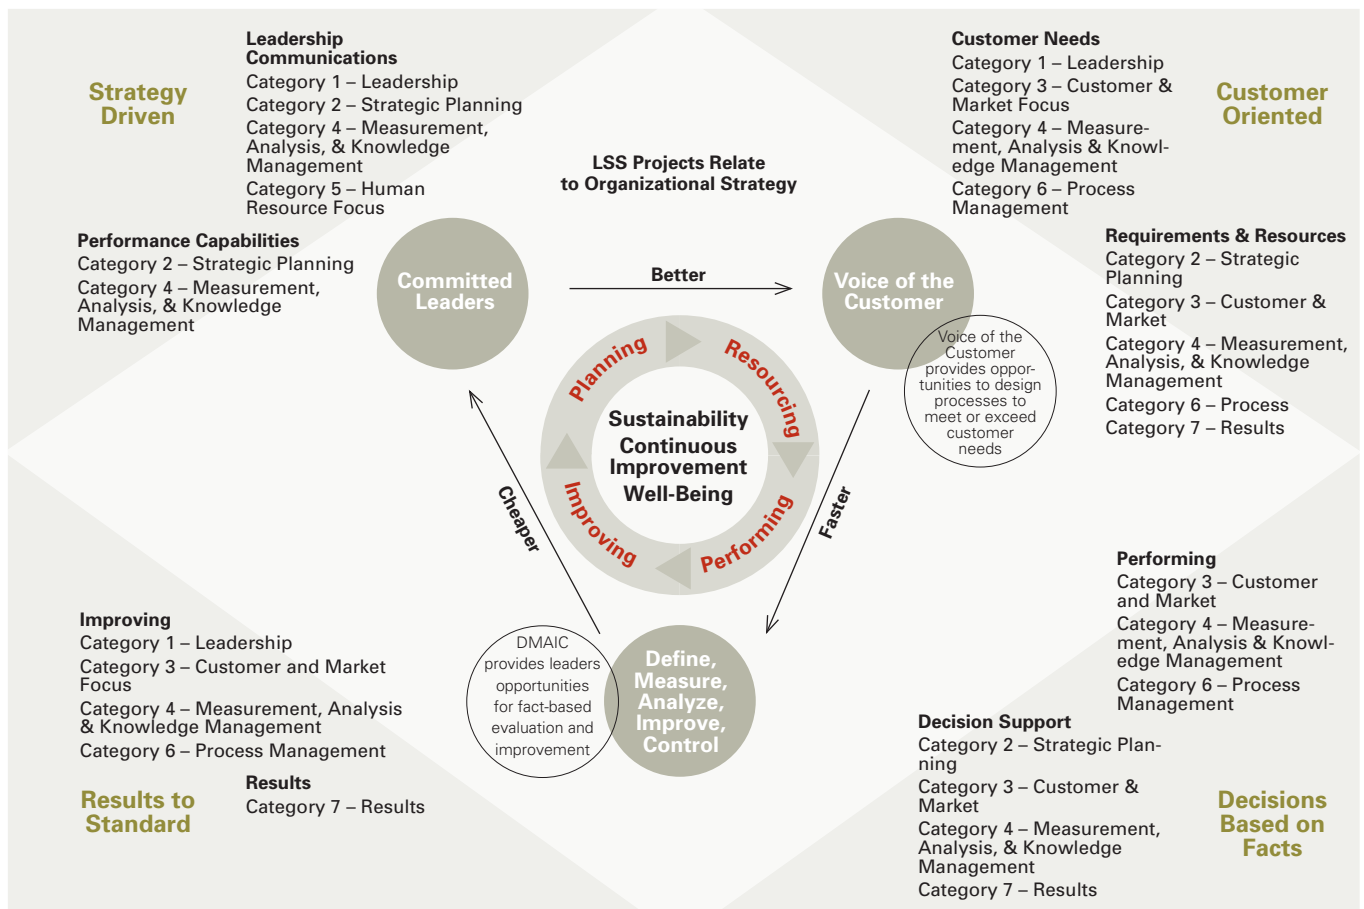 Strategy
Driven
Leadership
Communications
Category 1 – Leadership
Category 2 – Strategic Planning
Category 4 – Measurement,
Analysis, & Knowledge
Management
Category 5 – Human
Resource Focus
Performance Capabilities
Category 2 – Strategic Planning
Category 4 – Measurement,
Analysis, & Knowledge
Management
LSS Projects Relate
to Organizational Strategy
Customer Needs
Category 1 – Leadership
Category 3 – Customer &
Market Focus
Category 4 – Measure-
ment, Analysis & Knowl-
edge Management
Category 6 – Process
Management
Customer
Oriented
Requirements & Resources
Category 2 – Strategic
Planning
Category 3 – Customer &
Market
Category 4 – Measurement,
Analysis, & Knowledge
Management
Category 6 – Process
Category 7 – Results
Committed
Leaders
Better
Voice of the
Customer
Voice of the
Customer
provides oppor-
tunities to design
processes to
meet or exceed
customer
needs
Planning
Resourcing
Performing
Improving
Sustainability
Continuous
Improvement
Well-Being
Cheaper
Faster
DMAIC
provides leaders
opportunities
for fact-based
evaluation and
improvement
Define,
Measure,
Analyze,
Improve,
Control
Improving
Category 1 – Leadership
Category 3 – Customer and Market
Focus
Category 4 – Measurement, Analysis
& Knowledge Management
Category 6 – Process Management
Results
Category 7 – Results
Results to
Standard
Performing
Category 3 – Customer
and Market
Category 4 – Measure-
ment, Analysis & Knowl-
edge Management
Category 6 – Process
Management
Decision Support
Category 2 – Strategic Plan-
ning
Category 3 – Customer &
Market
Category 4 – Measurement,
Analysis, & Knowledge
Management
Category 7 – Results
Decisions
Based on
Facts